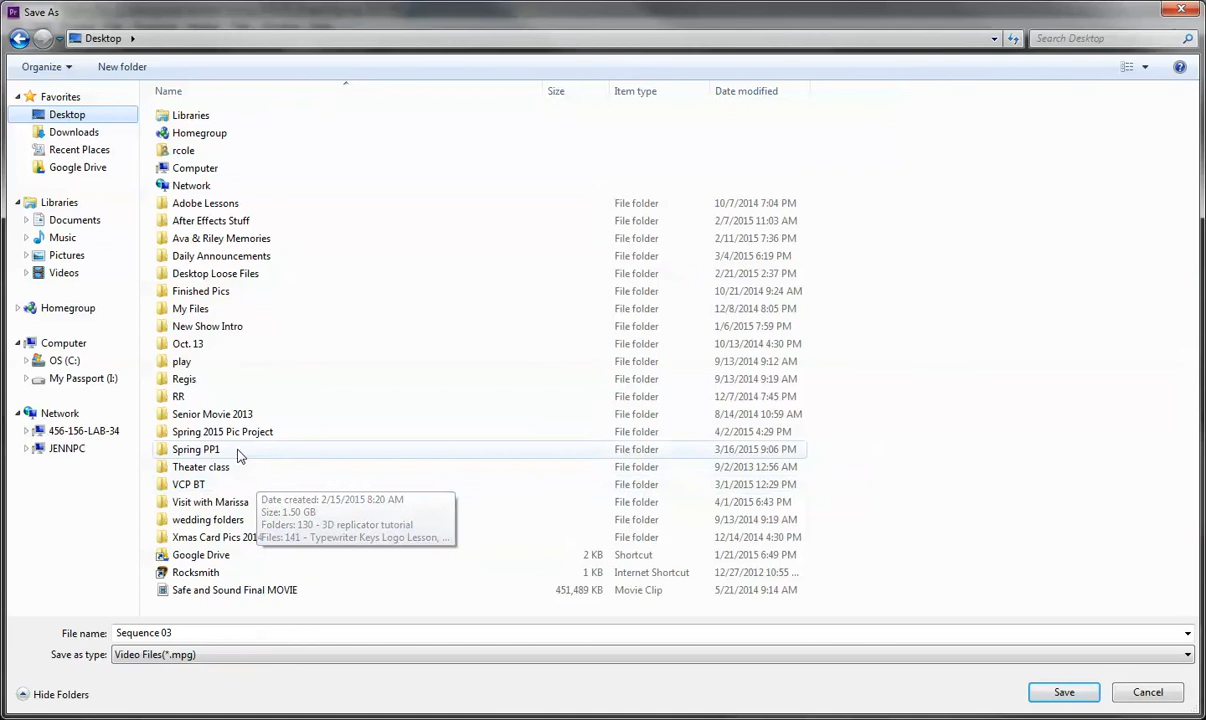 Pr Save As
Desktop
Search Desktop
Organize New folder
Name Size Item type Date modified
Favorites
Desktop
Downloads
Recent Places
Google Drive
Libraries
Documents
Music
Pictures
Videos
Homegroup
Computer
OS (C:)
My Passport (I:)
Network
456-156-LAB-34
JENNPC
Libraries
Homegroup
rcole
Computer
Network
Adobe Lessons File folder 10/7/2014 7:04 PM
After Effects Stuff File folder 2/7/2015 11:03 AM
Ava & Riley Memories File folder 2/11/2015 7:36 PM
Daily Announcements File folder 3/4/2015 6:19 PM
Desktop Loose Files File folder 2/21/2015 2:37 PM
Finished Pics File folder 10/21/2014 9:24 AM
My Files File folder 12/8/2014 8:05 PM
New Show Intro File folder 1/6/2015 7:59 PM
Oct. 13 File folder 10/13/2014 4:30 PM
play File folder 9/13/2014 9:12 AM
Regis File folder 9/13/2014 9:19 AM
RR File folder 12/7/2014 7:45 PM
Senior Movie 2013 File folder 8/14/2014 10:59 AM
Spring 2015 Pic Project File folder 4/2/2015 4:29 PM
Spring PP1 File folder 3/16/2015 9:06 PM
Theater class File folder 9/2/2013 12:56 AM
VCP BT File folder 3/1/2015 12:29 PM
Visit with Marissa File folder 4/1/2015 6:43 PM
wedding folders File folder 9/13/2014 9:19 AM
Xmas Card Pics 2014 File folder 12/14/2014 4:30 PM
Google Drive 2 KB Shortcut 1/21/2015 6:49 PM
Rocksmith 1 KB Internet Shortcut 12/27/2012 10:55 ...
Safe and Sound Final MOVIE 451,489 KB Movie Clip 5/21/2014 9:14 AM
Date created: 2/15/2015 8:20 AM
Size: 1.50 GB
Folders: 130 - 3D replicator tutorial
Files: 141 - Typewriter Keys Logo Lesson, ...
File name: Sequence 03
Save as type: Video Files(*.mpg)
Hide Folders Save Cancel